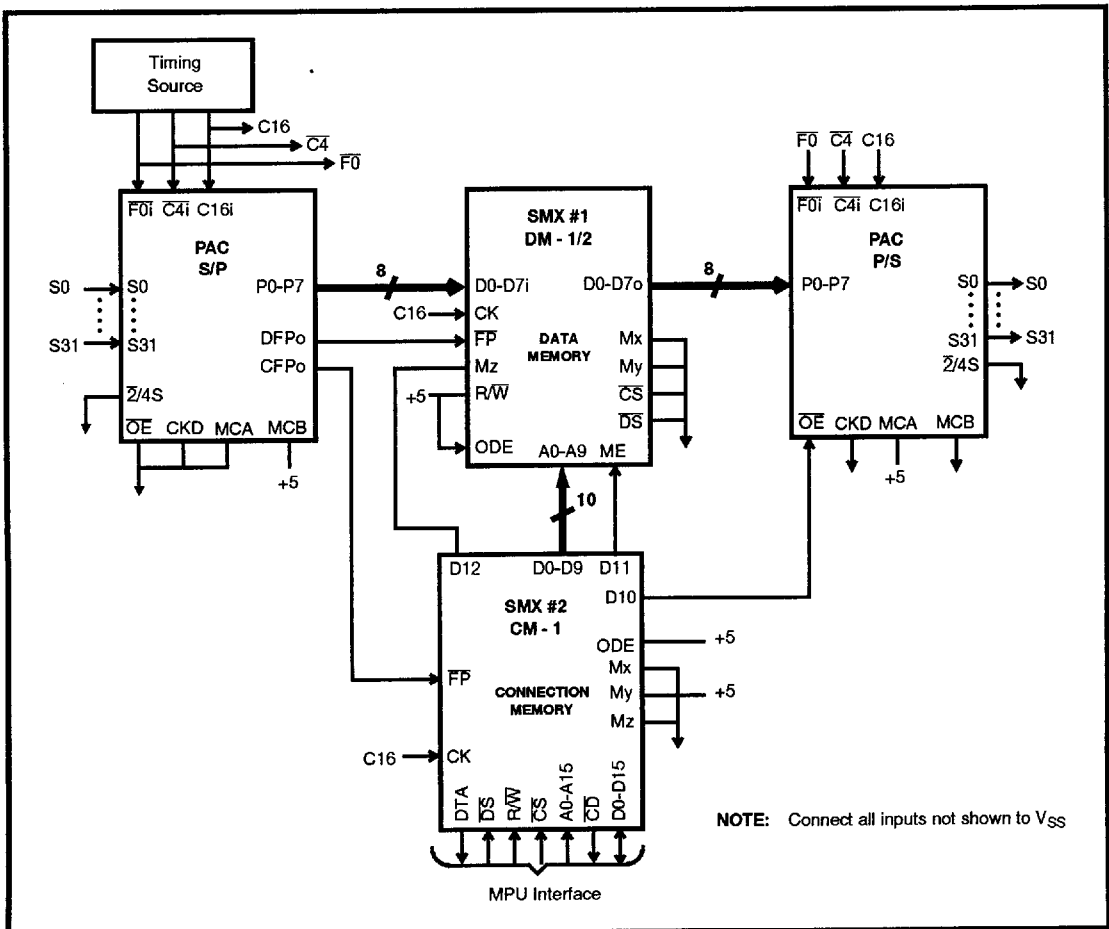 Timing
Source
C16
C4
F0
F0i C4i C16i
PAC
S/P
S0 S0
S31 S31
2/4S
OE CKD MCA MCB
+5
P0-P7
DFPo
CFPo
8
C16
+5
SMX #1
DM - 1/2
D0-D7i D0-D7o
CK
FP
DATA
MEMORY
Mz
R/W
ODE
Mx
My
CS
DS
A0-A9 ME
8
10
F0 C4 C16
F0i C4i C16i
PAC
P/S
P0-P7
S0 S0
S31 S31
2/4S
OE CKD MCA MCB
+5
D12 D0-D9 D11
D10
SMX #2
CM - 1
ODE +5
Mx
My +5
Mz
FP
CONNECTION
MEMORY
C16 CK
DTA DS R/W CS A0-A15 CD D0-D15
MPU Interface
NOTE: Connect all inputs not shown to VSS